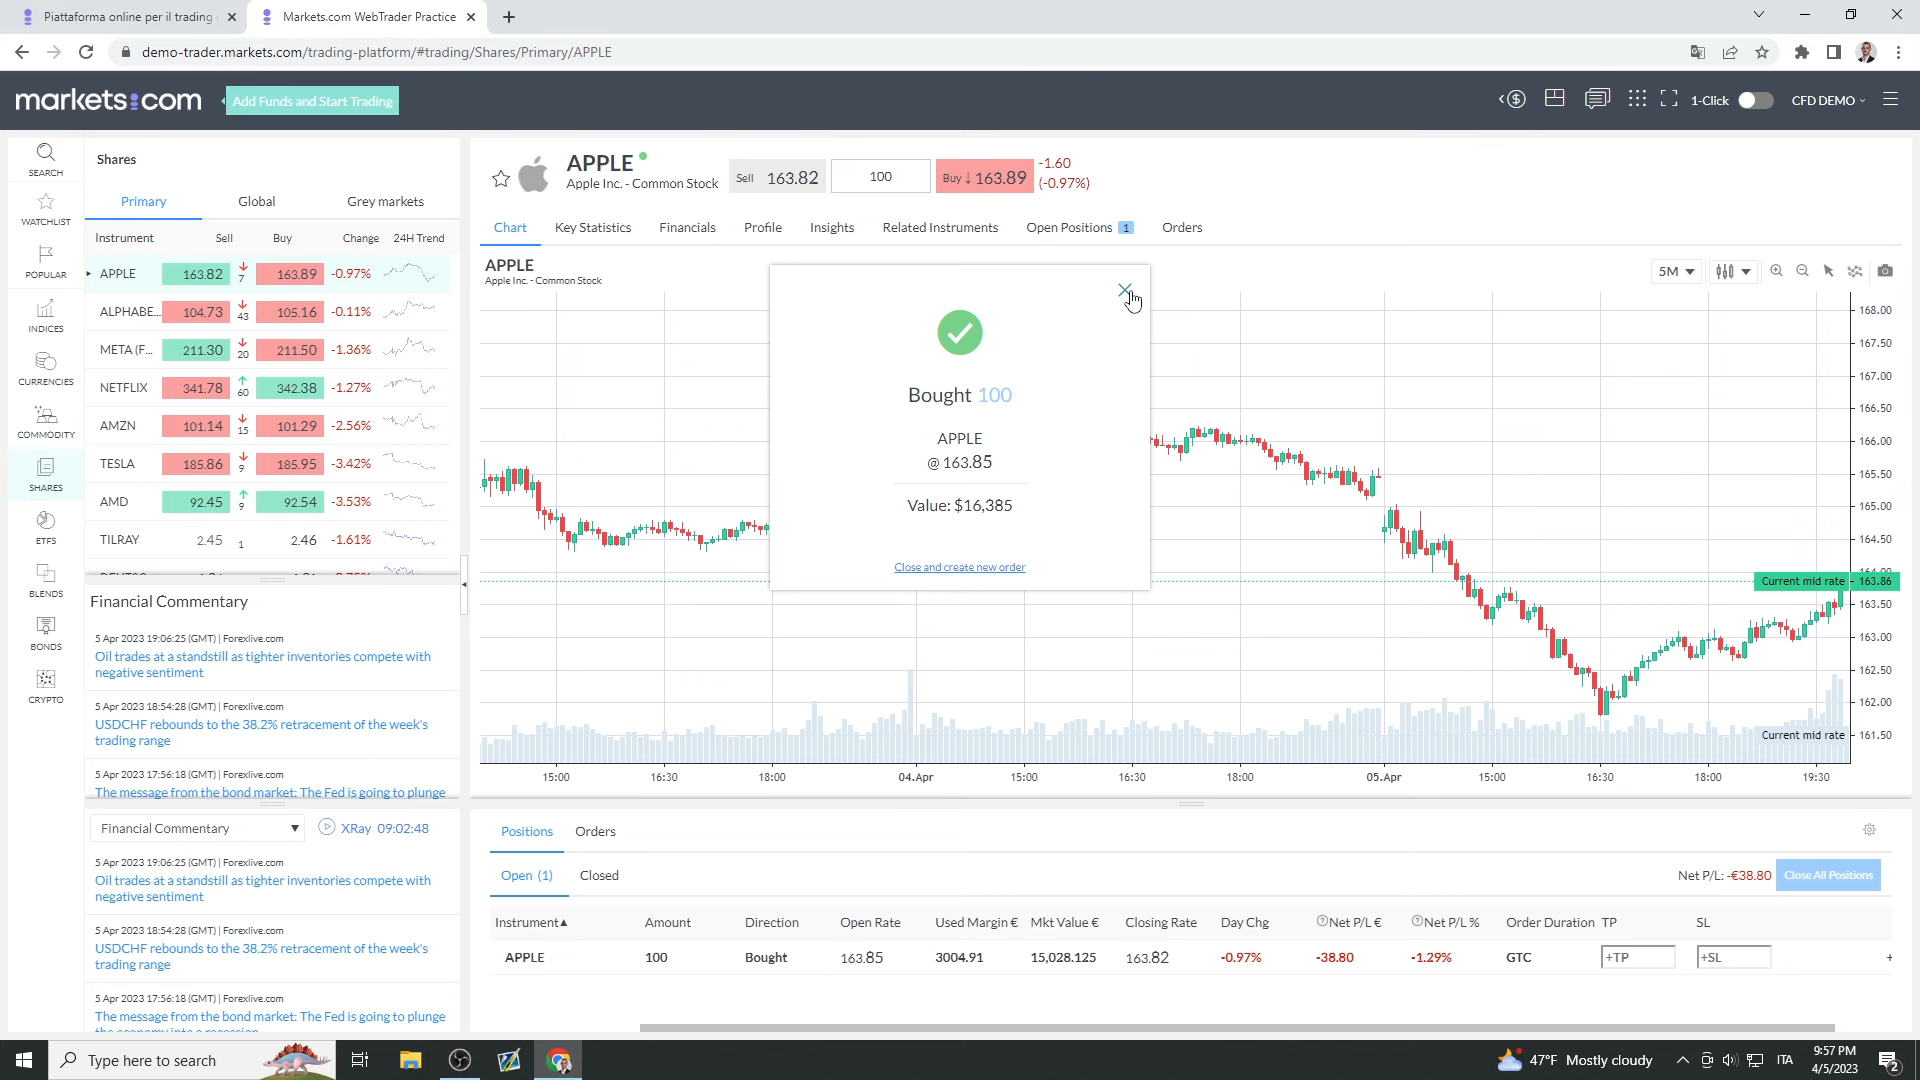 Piattaforma online per il trading
Markets.com WebTrader Practice
demo-trader.markets.com/trading-platform/#trading/Shares/Primary/APPLE
markets:com
Add Funds and Start Trading
1-Click
CFD DEMO
SEARCH
WATCHLIST
POPULAR
INDICES
CURRENCIES
COMMODITY
SHARES
ETFS
BLENDS
BONDS
CRYPTO
Shares
Primary Global Grey markets
Instrument Sell Buy Change 24H Trend
APPLE 163.82 7 163.89 -0.97%
ALPHABE... 104.73 43 105.16 -0.11%
META (F... 211.30 20 211.50 -1.36%
NETFLIX 341.78 60 342.38 -1.27%
AMZN 101.14 15 101.29 -2.56%
TESLA 185.86 9 185.95 -3.42%
AMD 92.45 9 92.54 -3.53%
TILRAY 2.45 1 2.46 -1.61%
Financial Commentary
5 Apr 2023 19:06:25 (GMT) | Forexlive.com
Oil trades at a standstill as tighter inventories compete with
negative sentiment
5 Apr 2023 18:54:28 (GMT) | Forexlive.com
USDCHF rebounds to the 38.2% retracement of the week's
trading range
5 Apr 2023 17:56:18 (GMT) | Forexlive.com
The message from the bond market: The Fed is going to plunge
Financial Commentary
XRay 09:02:48
5 Apr 2023 19:06:25 (GMT) | Forexlive.com
Oil trades at a standstill as tighter inventories compete with
negative sentiment
5 Apr 2023 18:54:28 (GMT) | Forexlive.com
USDCHF rebounds to the 38.2% retracement of the week's
trading range
5 Apr 2023 17:56:18 (GMT) | Forexlive.com
The message from the bond market: The Fed is going to plunge
the economy into a recession
APPLE
Apple Inc. - Common Stock
Sell 163.82
100
Buy 163.89
-1.60
(-0.97%)
Chart Key Statistics Financials Profile Insights Related Instruments Open Positions 1 Orders
APPLE
Apple Inc. - Common Stock
5M
Bought 100
APPLE
@ 163.85
Value: $16,385
Close and create new order
168.00
167.50
167.00
166.50
166.00
165.50
165.00
164.50
164.00
Current mid rate 163.86
163.50
163.00
162.50
162.00
Current mid rate 161.50
15:00 16:30 18:00 04.Apr 15:00 16:30 18:00 05.Apr 15:00 16:30 18:00 19:30
Positions Orders
Open (1) Closed
Net P/L: -€38.80
Close All Positions
Instrument Amount Direction Open Rate Used Margin € Mkt Value € Closing Rate Day Chg Net P/L € Net P/L % Order Duration TP SL
APPLE 100 Bought 163.85 3004.91 15,028.125 163.82 -0.97% -38.80 -1.29% GTC +TP +SL +
Type here to search
47°F Mostly cloudy
ITA
9:57 PM
4/5/2023
2